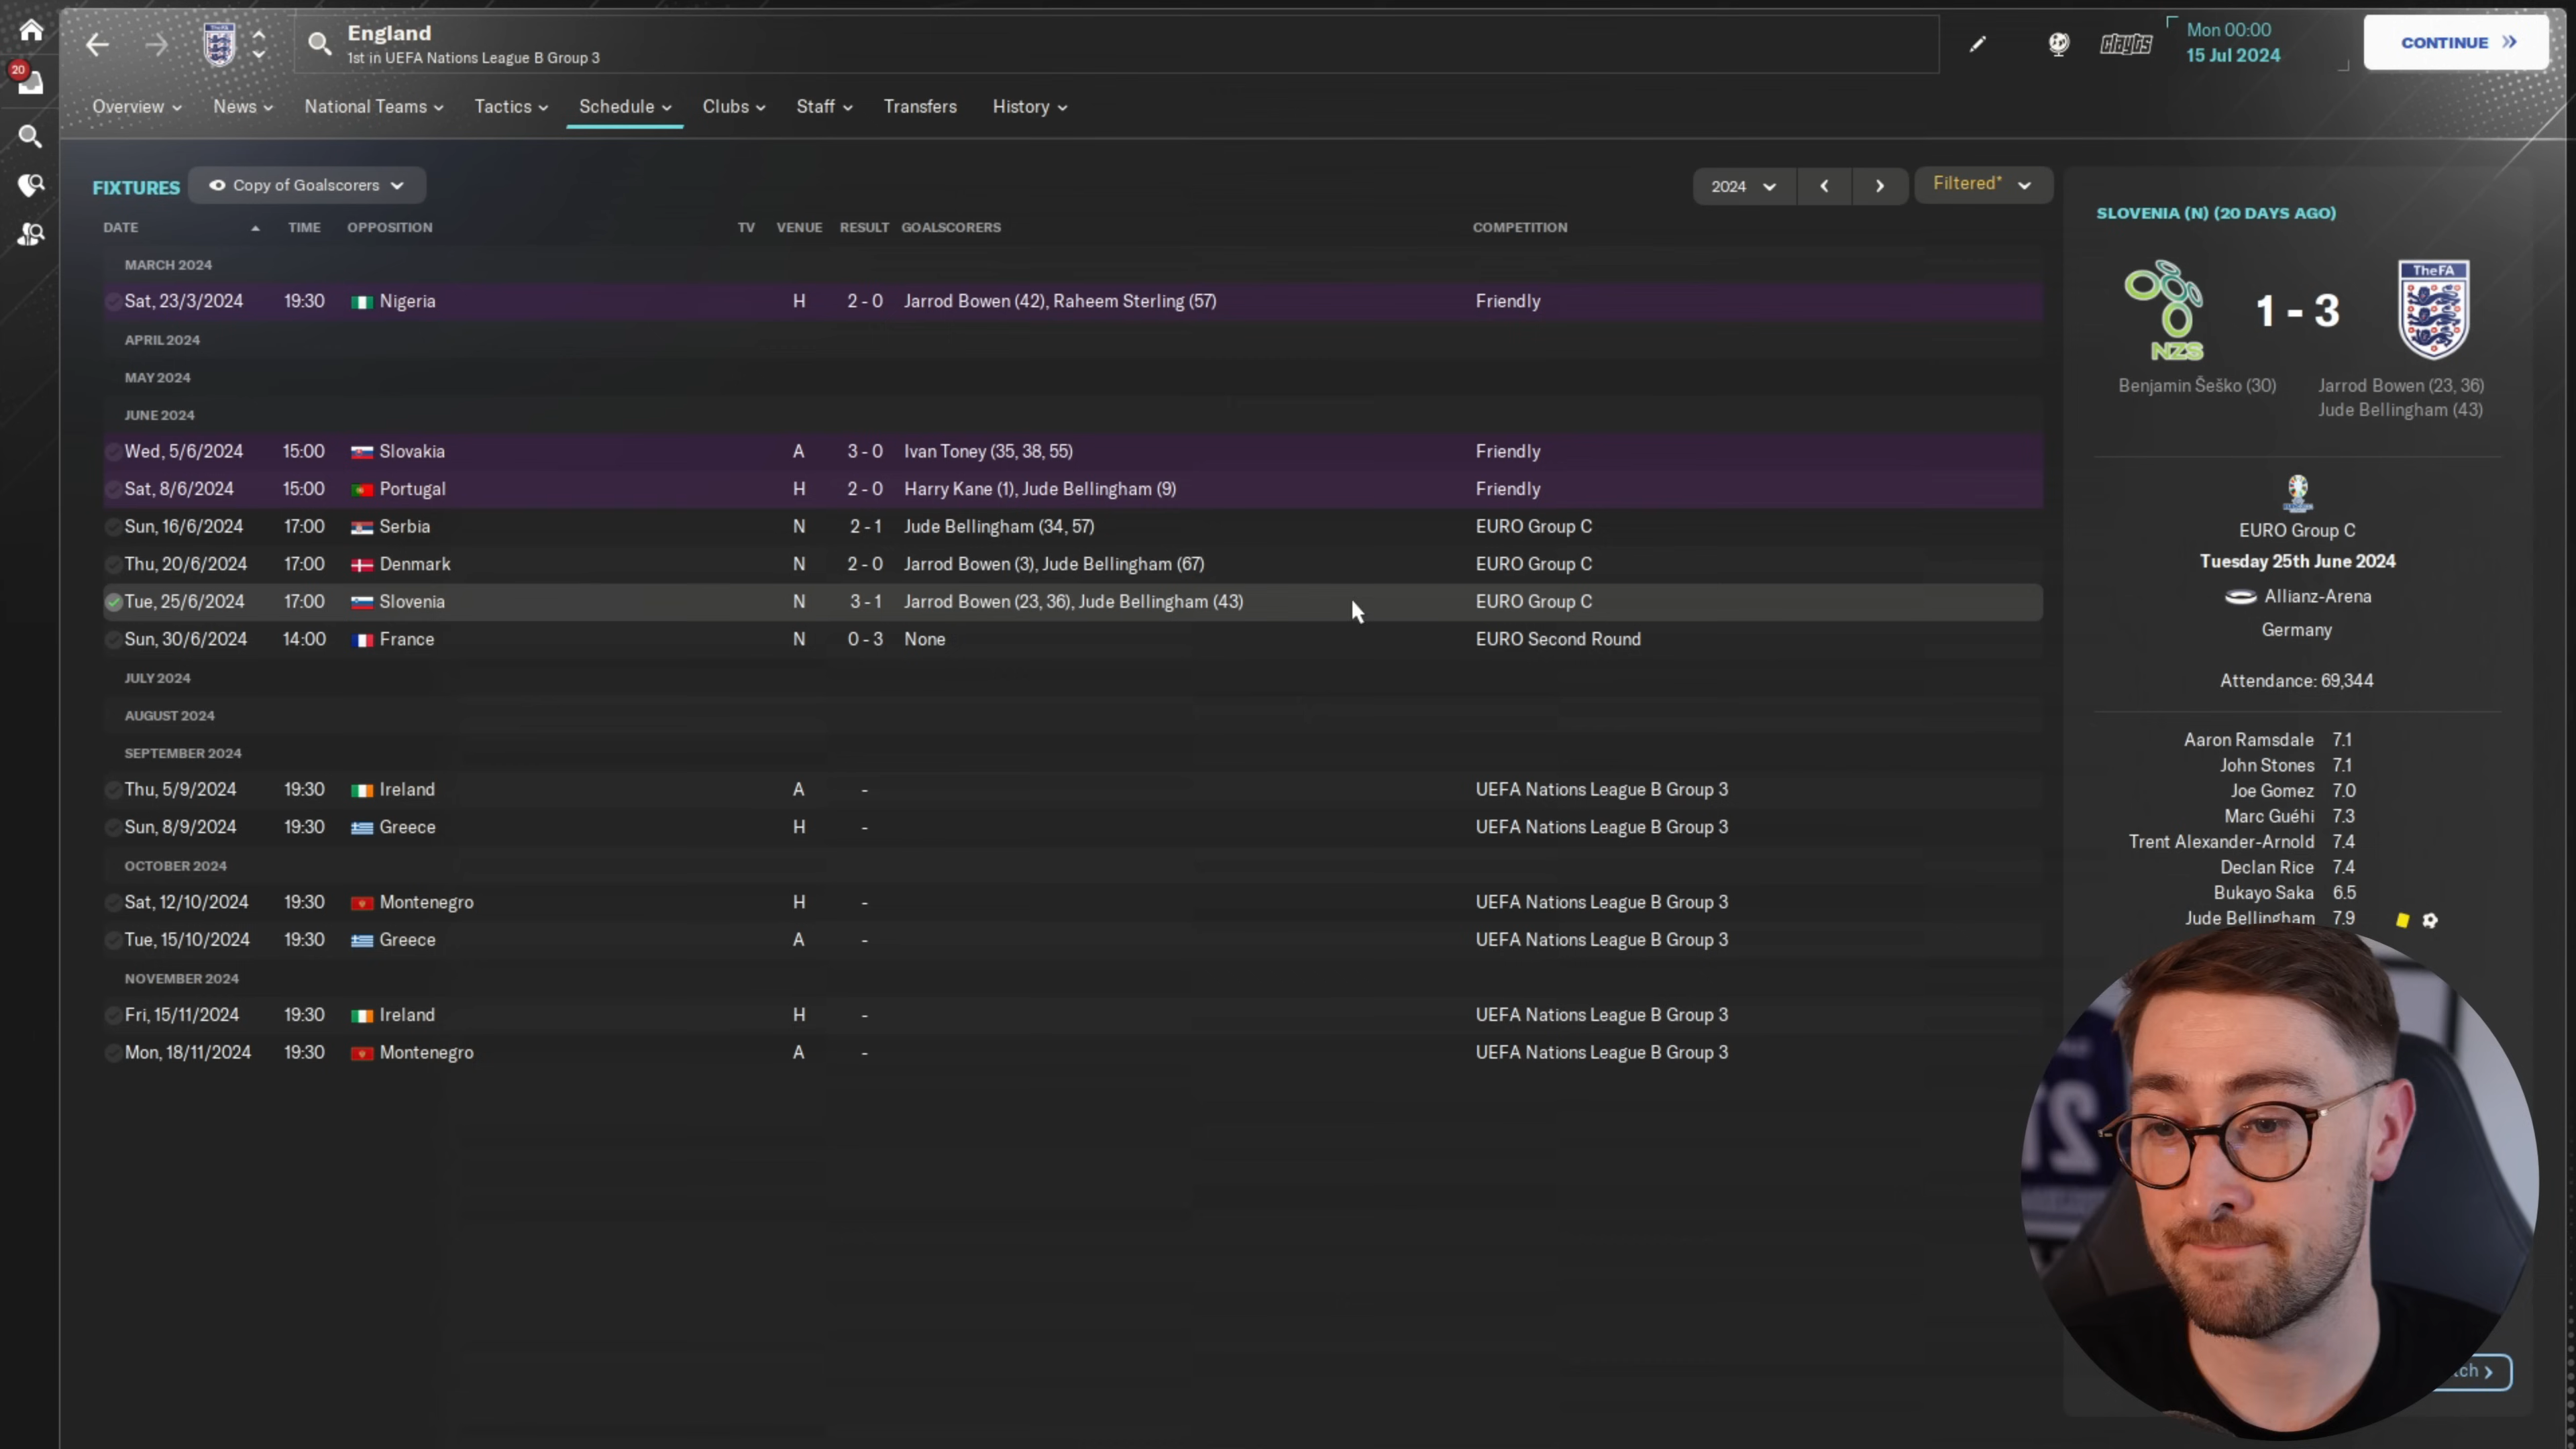 England
1st in UEFA Nations League B Group 3
clayts
Mon 00:00
15 Jul 2024
CONTINUE
20
Overview News National Teams Tactics Schedule Clubs Staff Transfers History
FIXTURES Copy of Goalscorers 2024 Filtered*
DATE TIME OPPOSITION TV VENUE RESULT GOALSCORERS COMPETITION
MARCH 2024
Sat, 23/3/2024 19:30 Nigeria H 2 - 0 Jarrod Bowen (42), Raheem Sterling (57) Friendly
APRIL 2024
MAY 2024
JUNE 2024
Wed, 5/6/2024 15:00 Slovakia A 3 - 0 Ivan Toney (35, 38, 55) Friendly
Sat, 8/6/2024 15:00 Portugal H 2 - 0 Harry Kane (1), Jude Bellingham (9) Friendly
Sun, 16/6/2024 17:00 Serbia N 2 - 1 Jude Bellingham (34, 57) EURO Group C
Thu, 20/6/2024 17:00 Denmark N 2 - 0 Jarrod Bowen (3), Jude Bellingham (67) EURO Group C
Tue, 25/6/2024 17:00 Slovenia N 3 - 1 Jarrod Bowen (23, 36), Jude Bellingham (43) EURO Group C
Sun, 30/6/2024 14:00 France N 0 - 3 None EURO Second Round
JULY 2024
AUGUST 2024
SEPTEMBER 2024
Thu, 5/9/2024 19:30 Ireland A - UEFA Nations League B Group 3
Sun, 8/9/2024 19:30 Greece H - UEFA Nations League B Group 3
OCTOBER 2024
Sat, 12/10/2024 19:30 Montenegro H - UEFA Nations League B Group 3
Tue, 15/10/2024 19:30 Greece A - UEFA Nations League B Group 3
NOVEMBER 2024
Fri, 15/11/2024 19:30 Ireland H - UEFA Nations League B Group 3
Mon, 18/11/2024 19:30 Montenegro A - UEFA Nations League B Group 3
SLOVENIA (N) (20 DAYS AGO)
NZS
1 - 3
TheFA
Benjamin Šeško (30) Jarrod Bowen (23, 36)
Jude Bellingham (43)
EURO Group C
Tuesday 25th June 2024
Allianz-Arena
Germany
Attendance: 69,344
Aaron Ramsdale 7.1
John Stones 7.1
Joe Gomez 7.0
Marc Guéhi 7.3
Trent Alexander-Arnold 7.4
Declan Rice 7.4
Bukayo Saka 6.5
Jude Bellingham 7.9